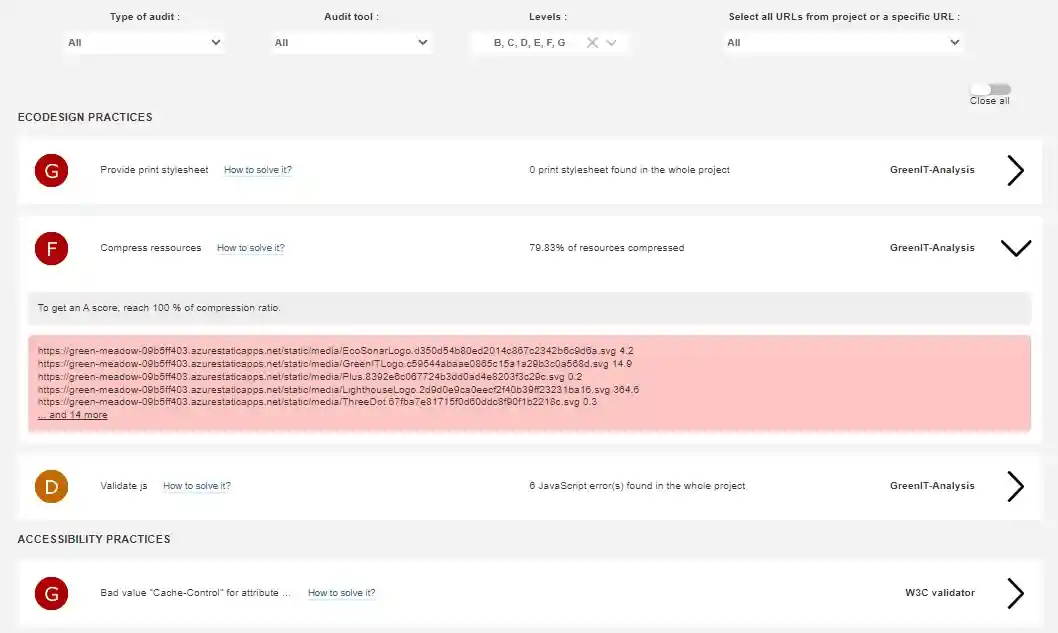 Type of audit :
Audit tool :
Levels :
Select all URLs from project or a specific URL :
All
All
B, C, D, E, F, G
All
Close all
ECODESIGN PRACTICES
G Provide print stylesheet How to solve it? 0 print stylesheet found in the whole project GreenIT-Analysis
F Compress ressources How to solve it? 79.83% of resources compressed GreenIT-Analysis
To get an A score, reach 100 % of compression ratio.
https://green-meadow-09b5ff403.azurestaticapps.net/static/media/EcoSonarLogo.d350d54b80ed2014c867c2342b6c9d6a.svg 4.2
https://green-meadow-09b5ff403.azurestaticapps.net/static/media/GreenITLogo.c59544abaae0865c15a1a29b3c0a568d.svg 14.9
https://green-meadow-09b5ff403.azurestaticapps.net/static/media/Plus.8392e6c067724b3dd0ad4e8203f3c29c.svg 0.2
https://green-meadow-09b5ff403.azurestaticapps.net/static/media/LighthouseLogo.2d9d0e9ca0eecf2f40b39ff23231ba16.svg 364.6
https://green-meadow-09b5ff403.azurestaticapps.net/static/media/ThreeDot.67fba7e81715f0d60ddc8f90f1b2218c.svg 0.3
... and 14 more
D Validate js How to solve it? 6 JavaScript error(s) found in the whole project GreenIT-Analysis
ACCESSIBILITY PRACTICES
G Bad value "Cache-Control" for attribute ... How to solve it? W3C validator